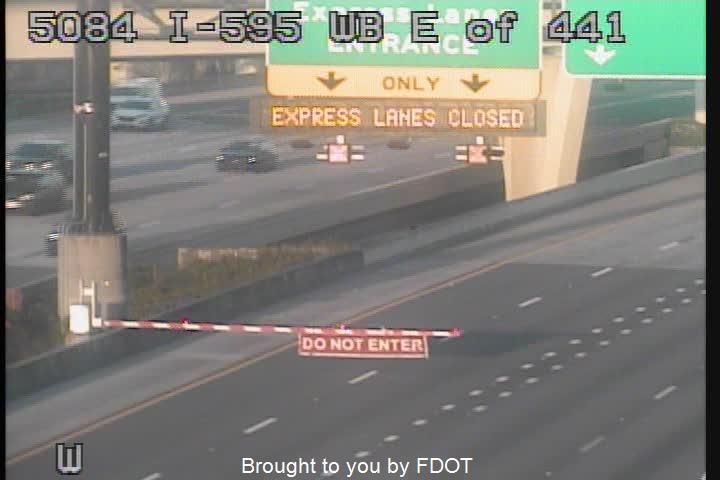 5084 I-595 WB E of 441
Express Lane
ENTRANCE
ONLY
EXPRESS LANES CLOSED
DO NOT ENTER
W
Brought to you by FDOT